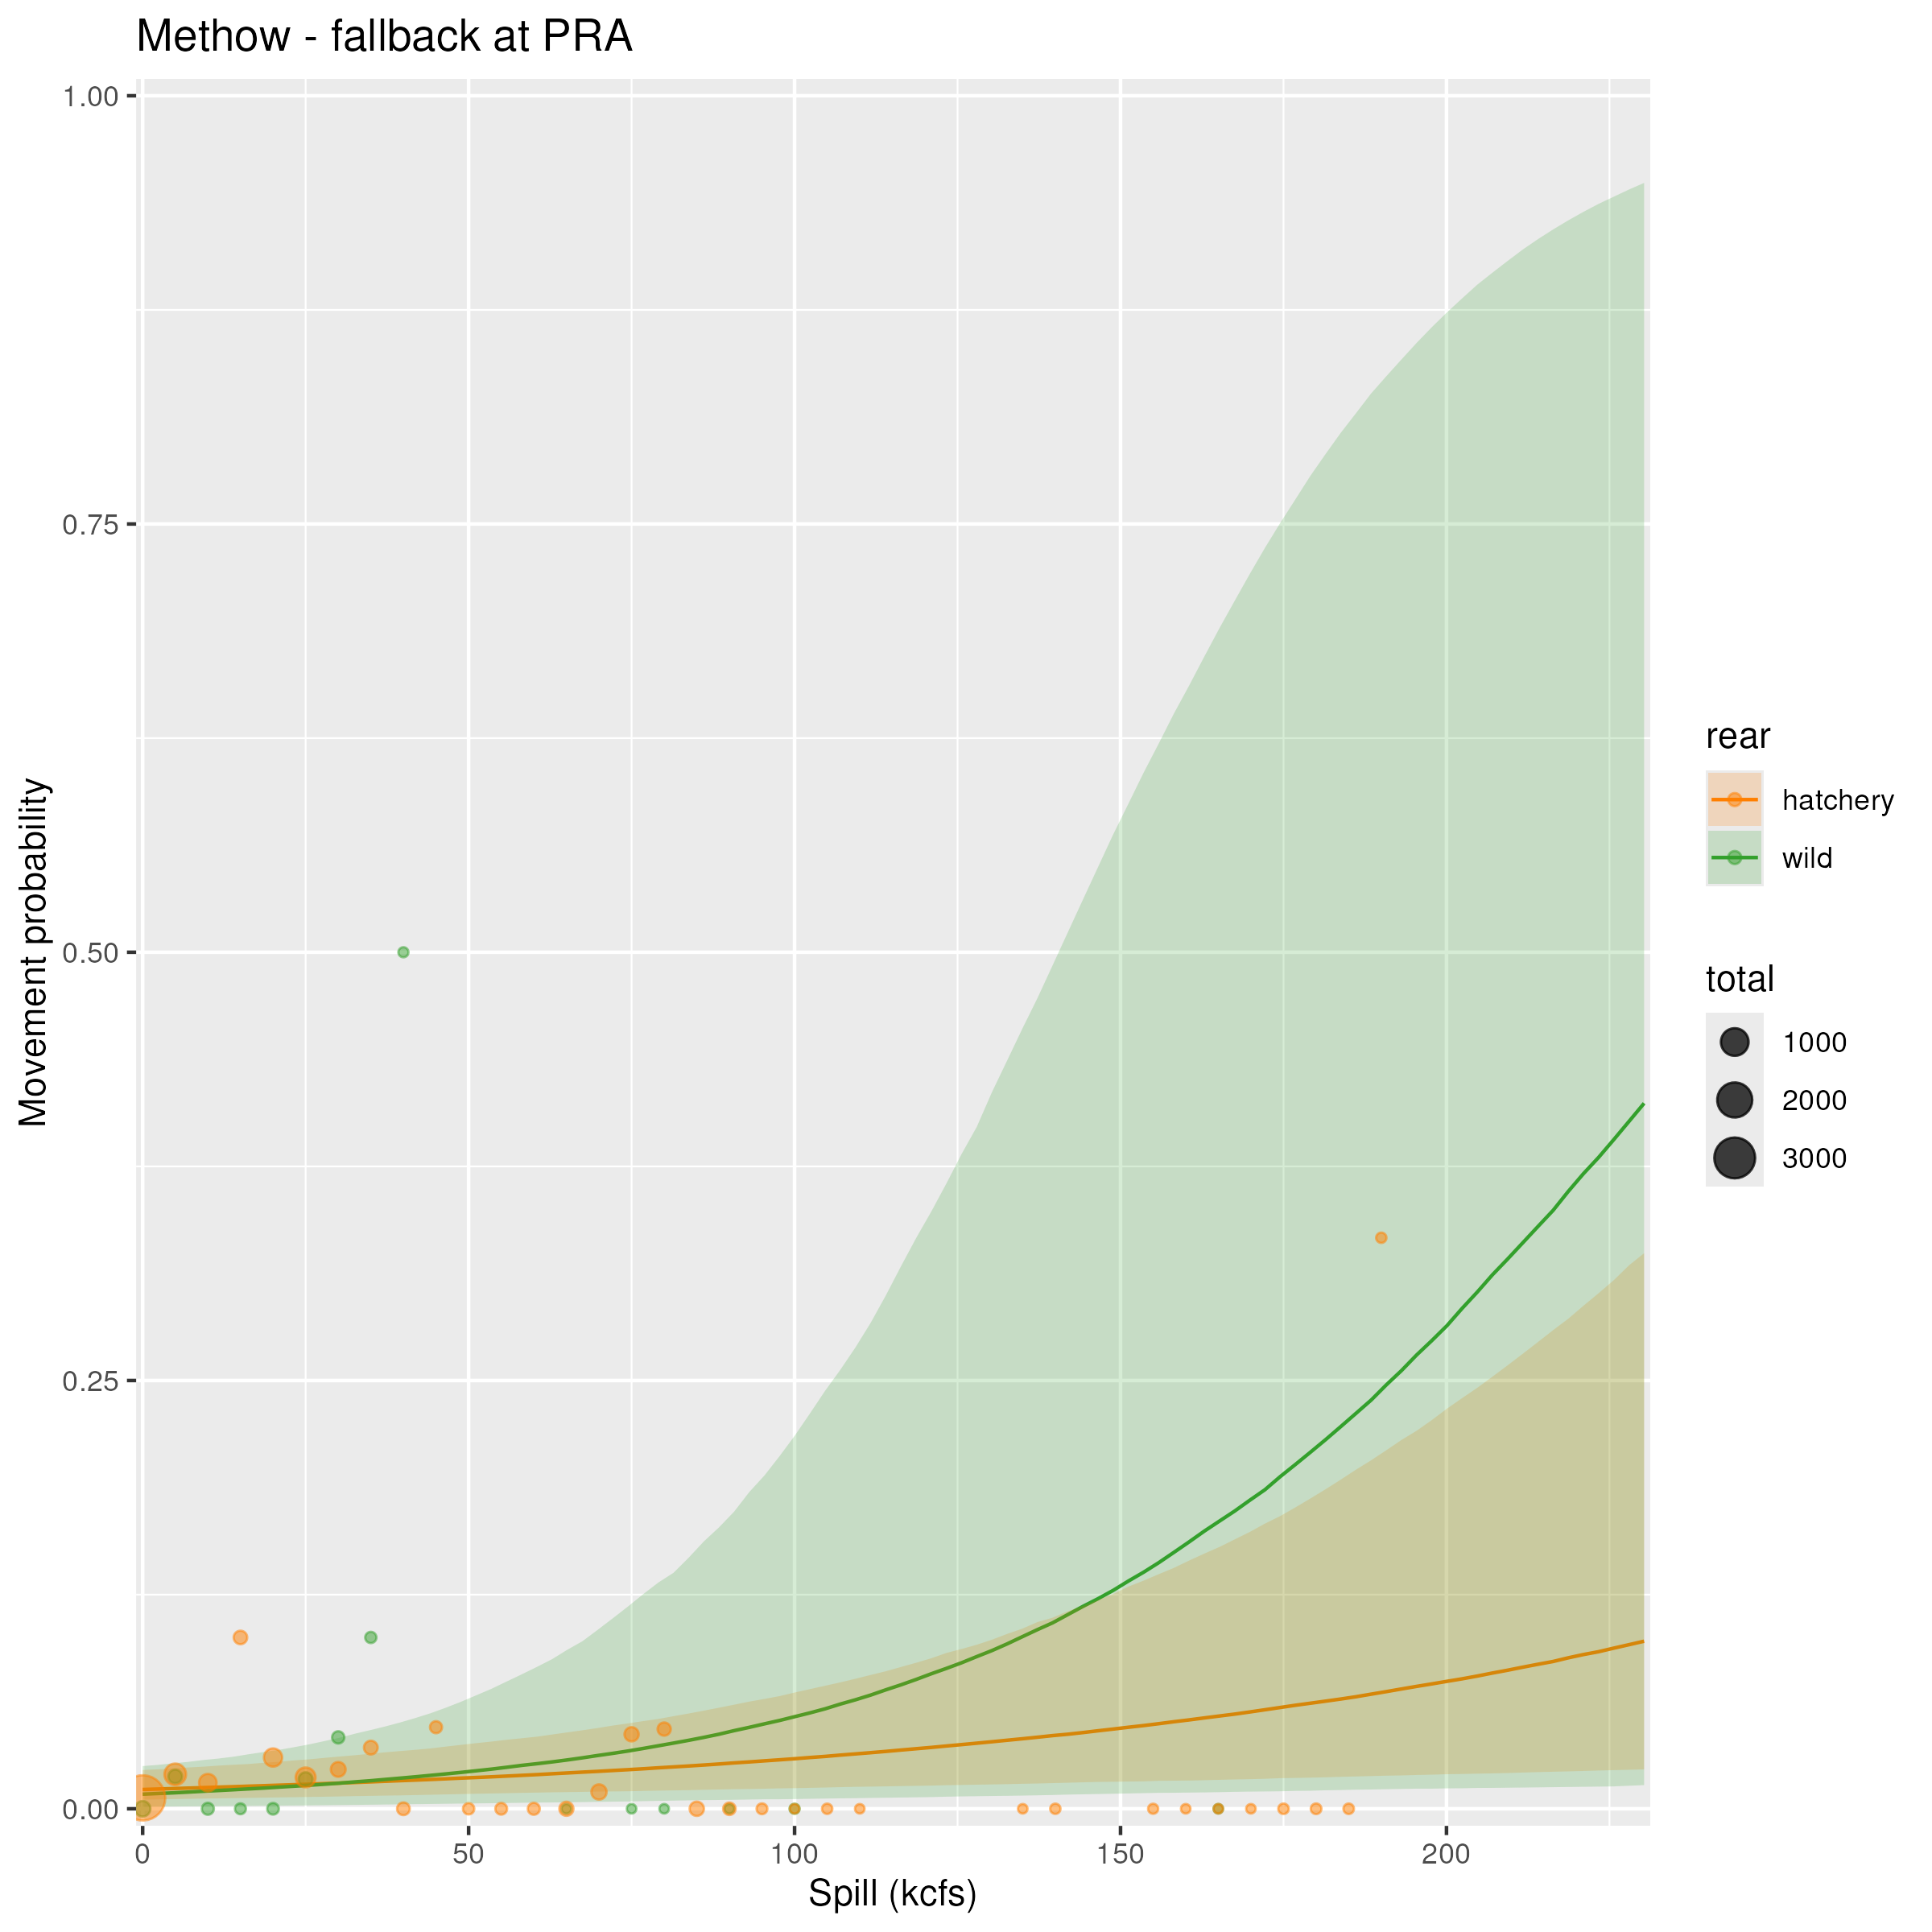 Methow - fallback at PRA
1.00
0.75
0.50
0.25
0.00
Movement probability
0
50
100
150
200
Spill (kcfs)
rear
hatchery
wild
total
1000
2000
3000